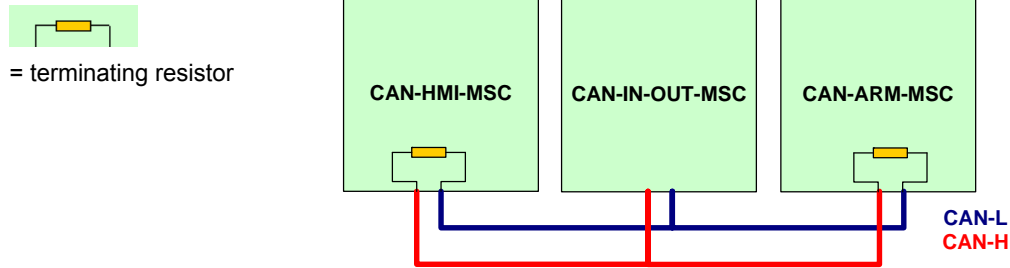 = terminating resistor
CAN-HMI-MSC
CAN-IN-OUT-MSC
CAN-ARM-MSC
CAN-L
CAN-H